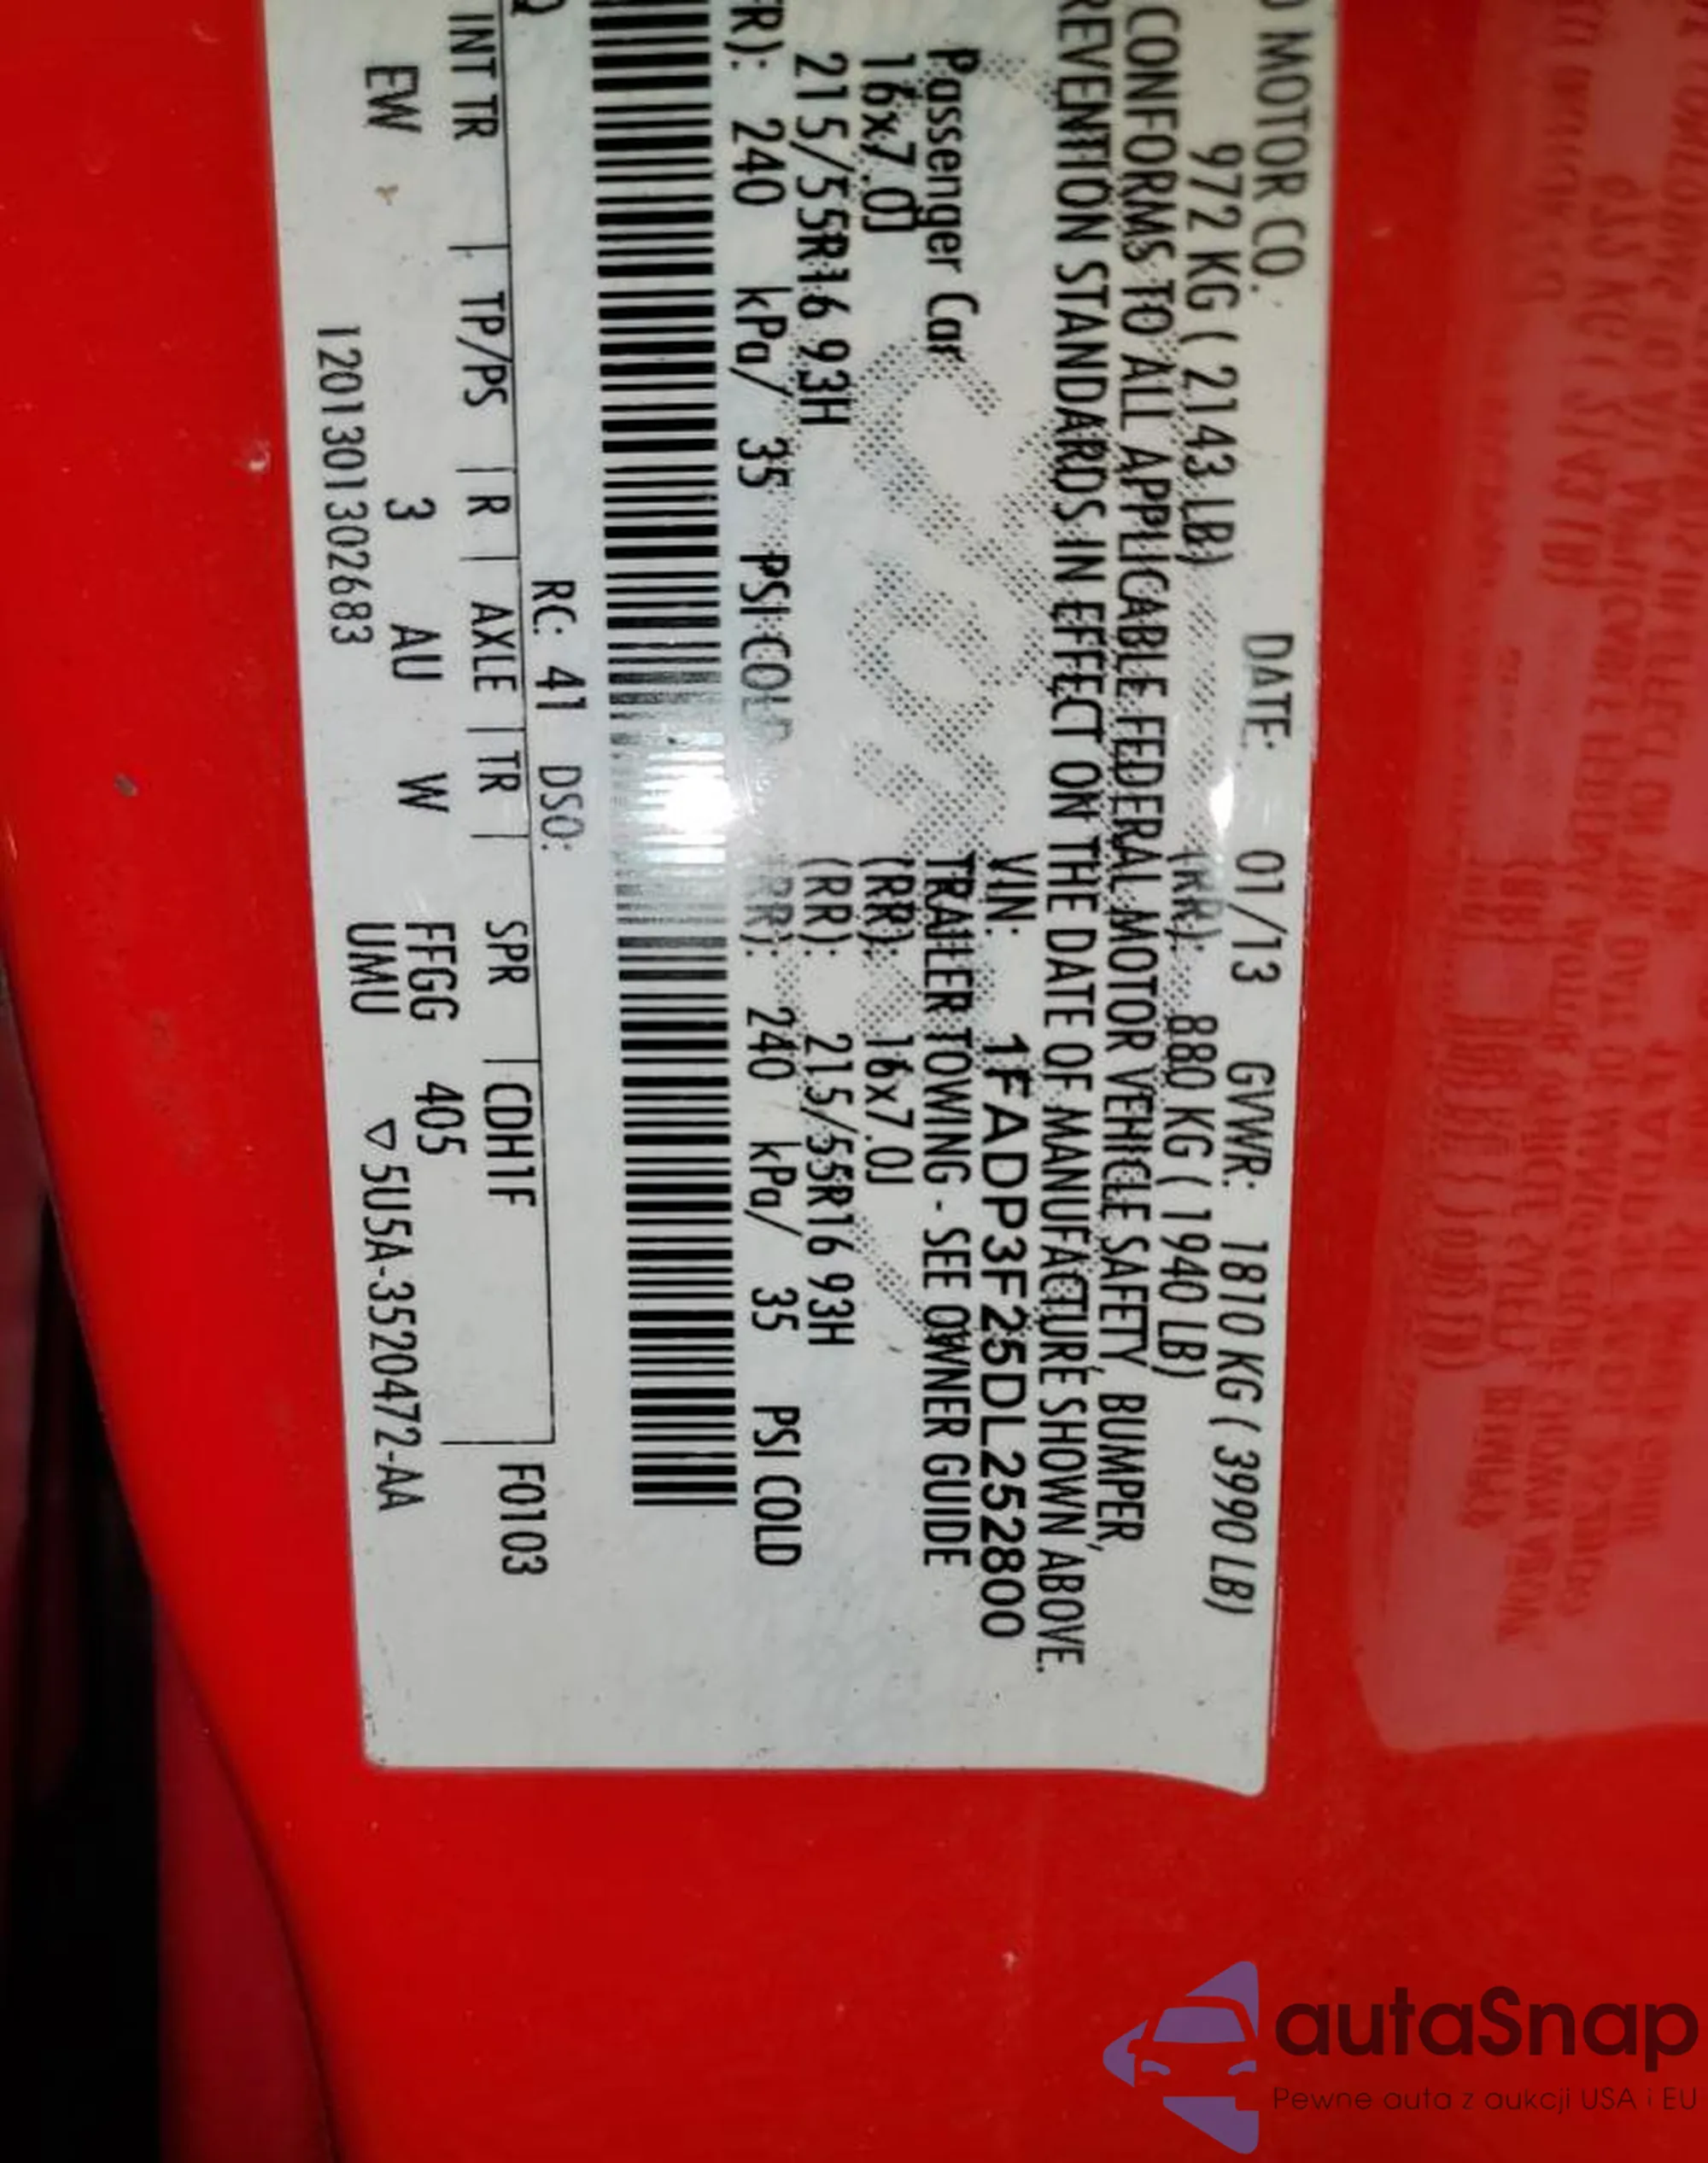 MOTOR CO. DATE: 01/13 GVWR: 1810 KG ( 3990 LB)
972 KG ( 2143 LB) (RR): 880 KG ( 1940 LB)
CONFORMS TO ALL APPLICABLE FEDERAL MOTOR VEHICLE SAFETY, BUMPER,
REVENTION STANDARDS IN EFFECT ON THE DATE OF MANUFACTURE SHOWN ABOVE.
VIN: 1FADP3F25DL252800
Passenger Car TRAILER TOWING - SEE OWNER GUIDE
16x7.0J (RR): 16x7.0J
215/55R16 93H (RR): 215/55R16 93H
FR): 240 kPa/ 35 PSI COLD (RR): 240 kPa/ 35 PSI COLD
RC: 41 DSO: F0103
INT TR TP/PS R AXLE TR SPR CDH1F
EW 3 AU W FFGG 405
UMU ▽ 5U5A-3520472-AA
1201301302683
autaSnap
Pewne auta z aukcji USA i EU